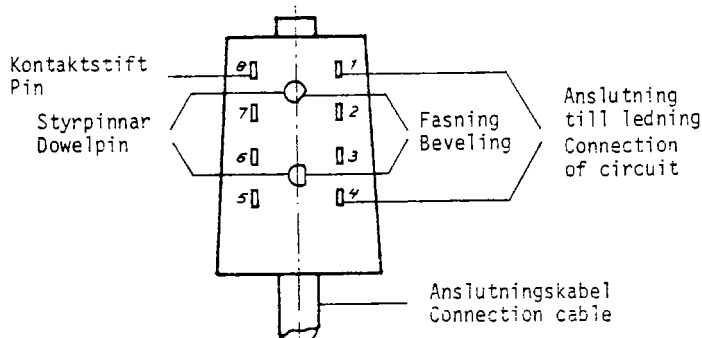 Kontaktstift
Pin
Styrpinnar
Dowelpin
8
7
6
5
1
2
3
4
Fasning
Beveling
Anslutning
till ledning
Connection
of circuit
Anslutningskabel
Connection cable